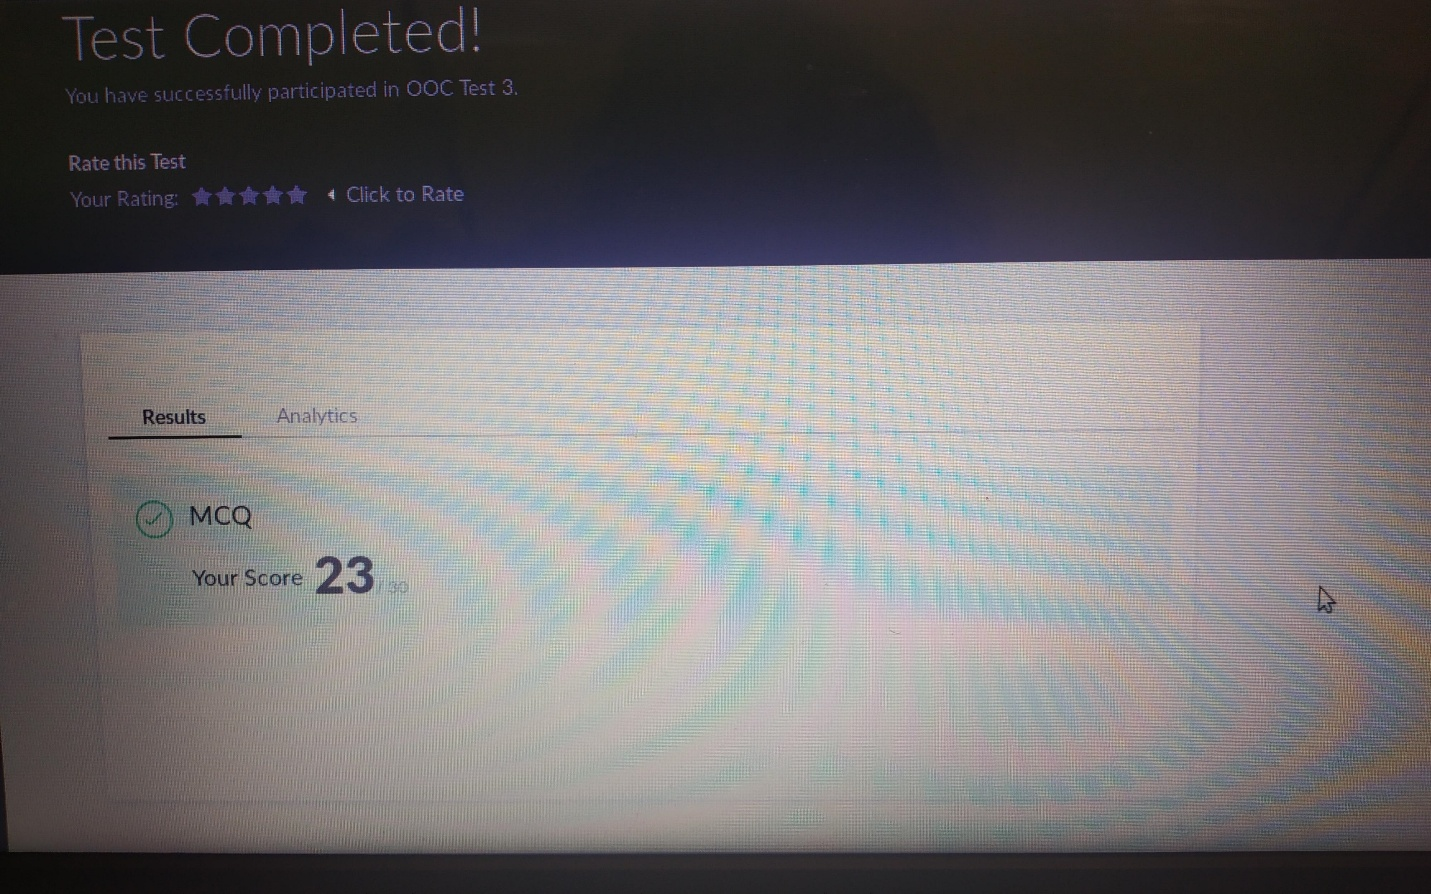 Test Completed!
You have successfully participated in OOC Test 3.
Rate this Test
Your Rating: Click to Rate
Results Analytics
MCQ
Your Score 23 / 30